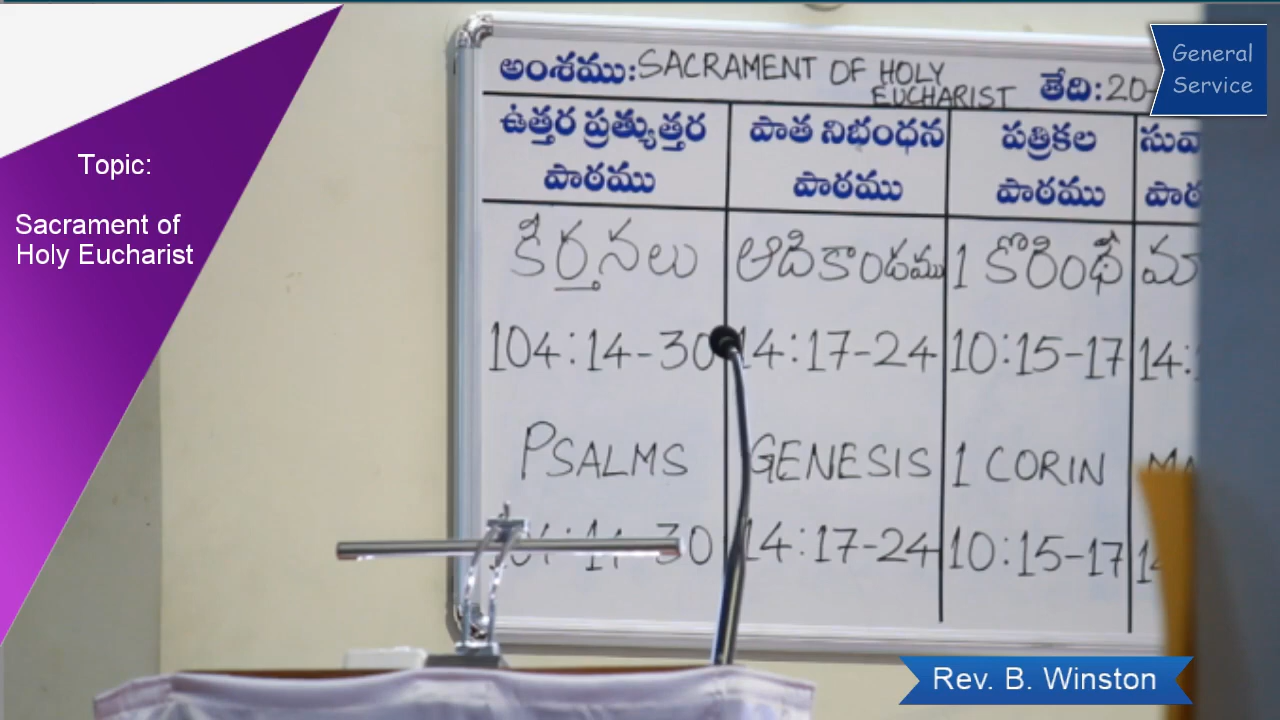 Topic:
Sacrament of
Holy Eucharist
General
Service
అంశము: SACRAMENT OF HOLY EUCHARIST తేది: 20-
ఉత్తర ప్రత్యుత్తర పాఠము
పాత నిభంధన పాఠము
పత్రికల పాఠము
కీర్తనలు ఆదికాండము 1 కొరింథీ మా
104:14-30 14:17-24 10:15-17 14:
PSALMS GENESIS 1 CORIN
14:17-24 10:15-17
Rev. B. Winston